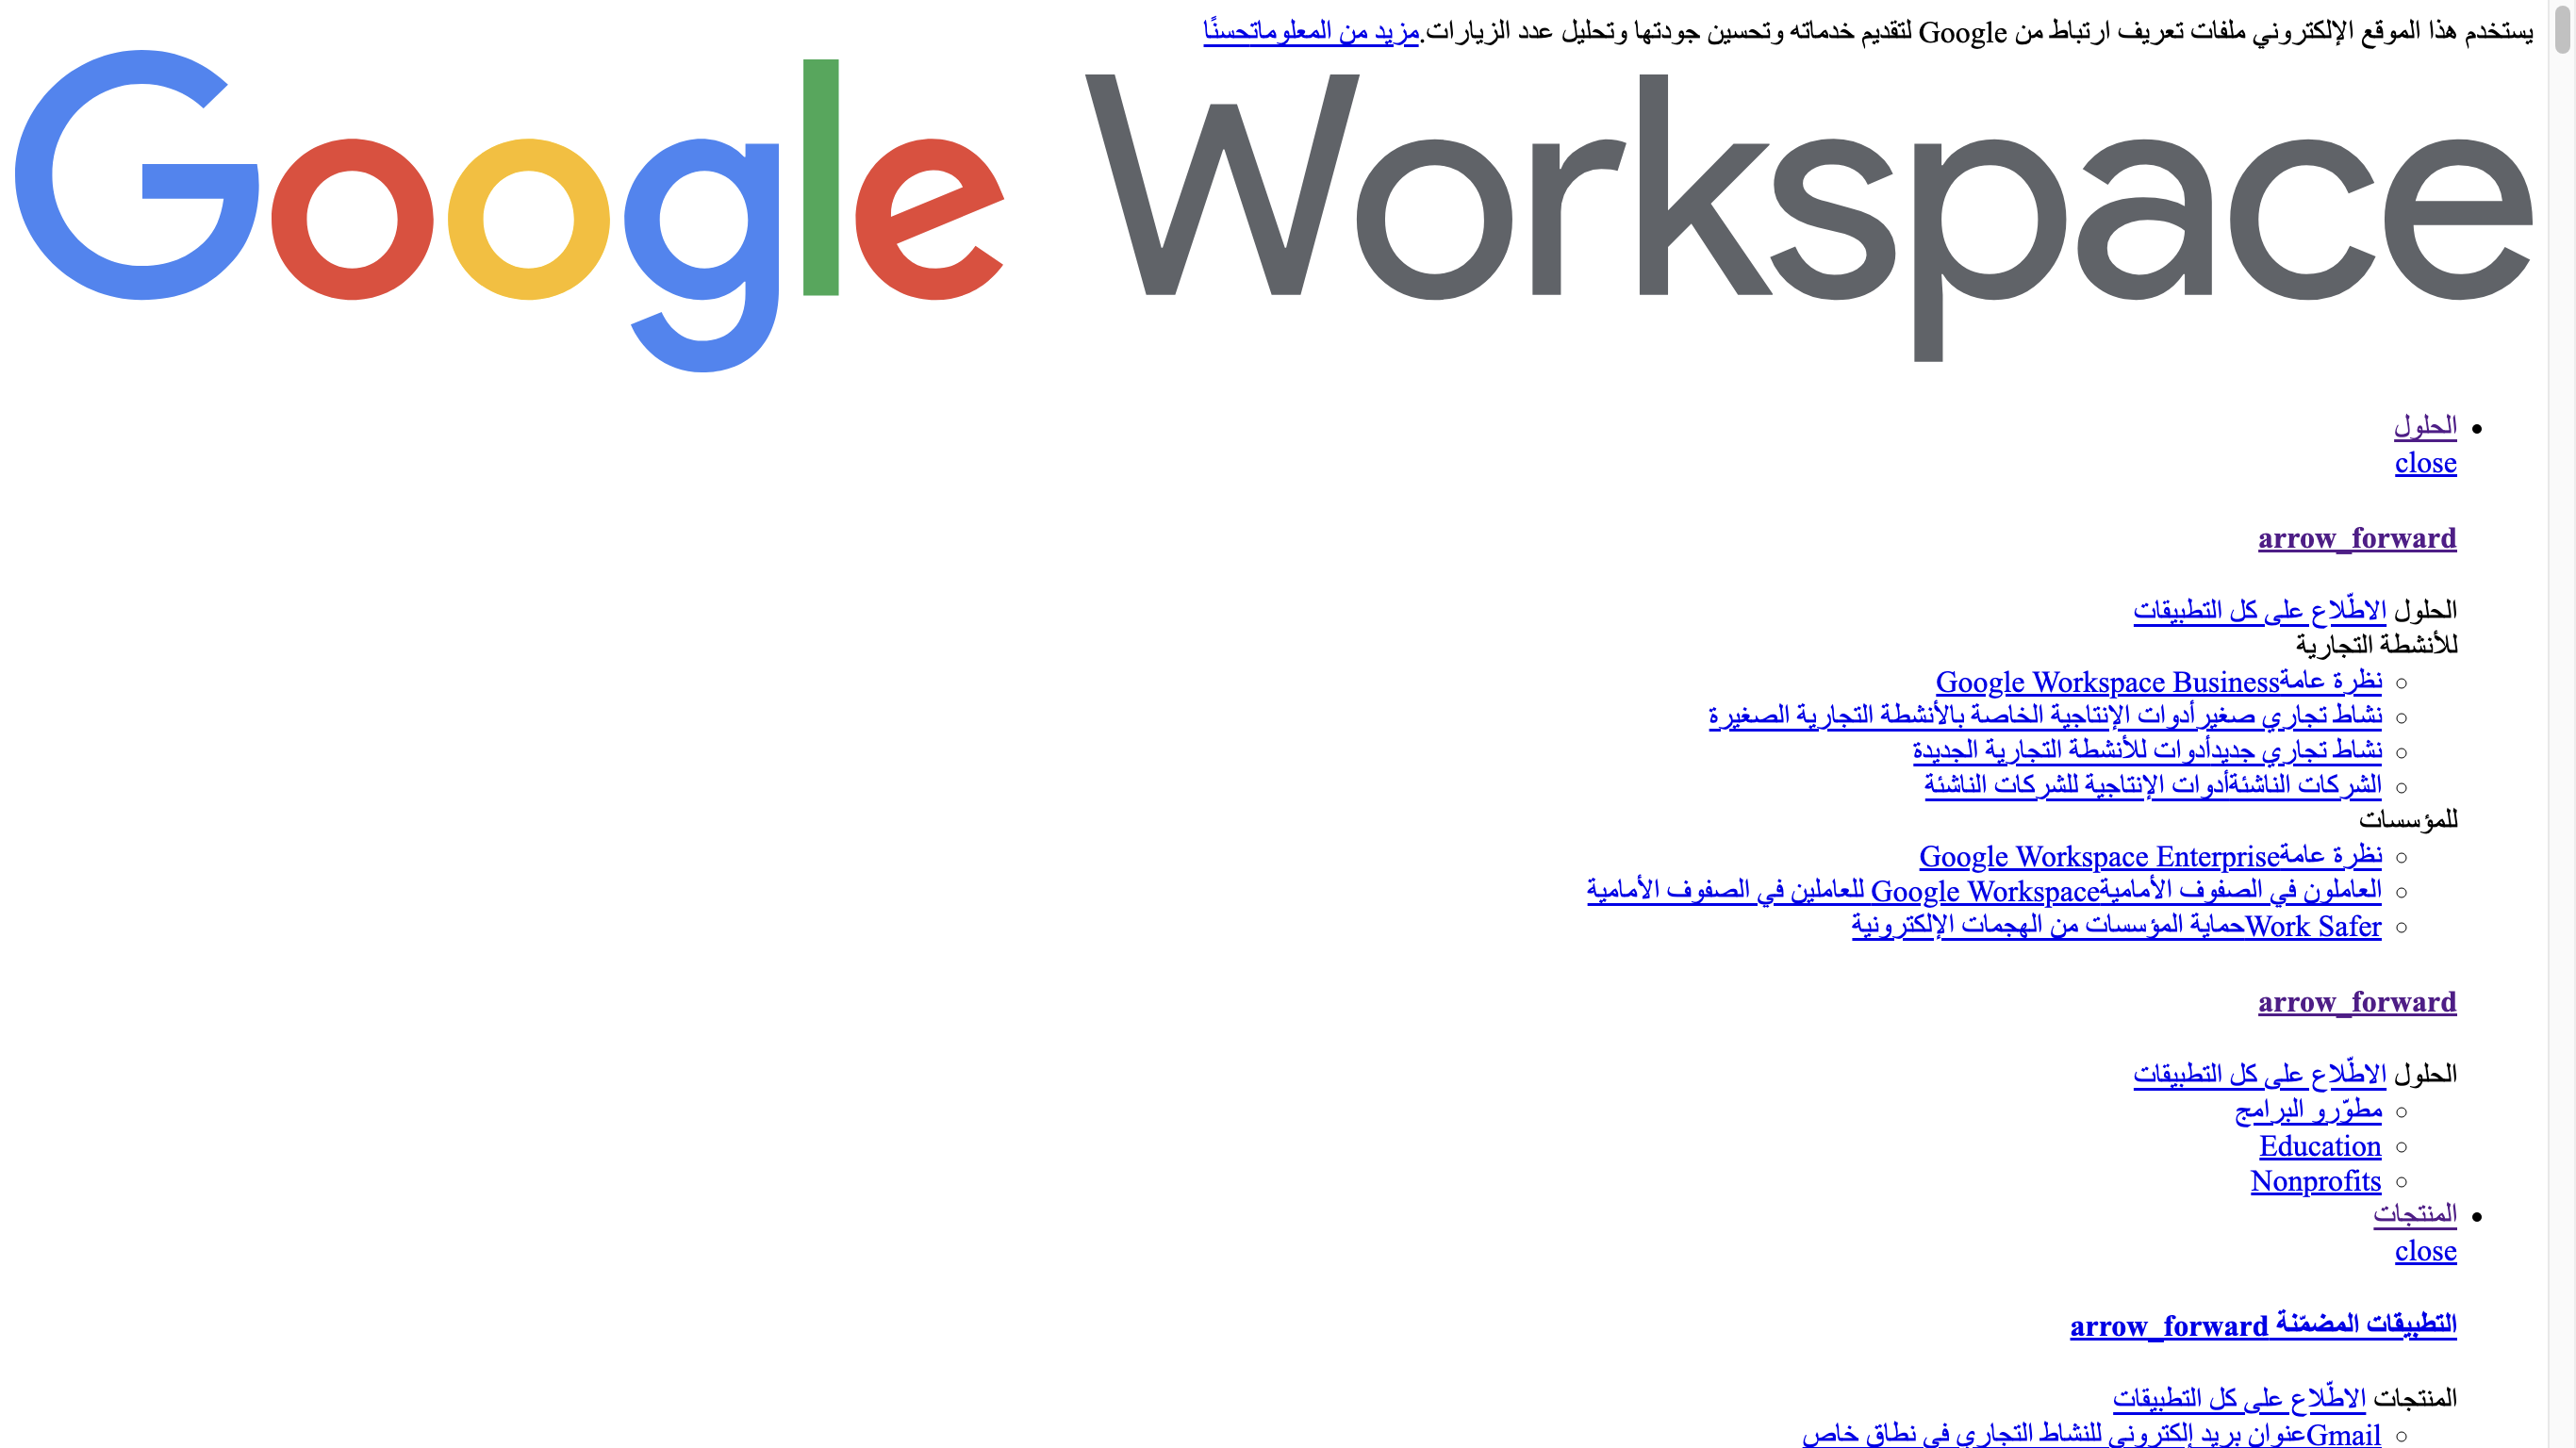 يستخدم هذا الموقع الإلكتروني ملفات تعريف ارتباط من Google لتقديم خدماته وتحسين جودتها وتحليل عدد الزيارات.مزيد من المعلوماتحسنًا
Google Workspace
الحلول
close
arrow_forward
الحلول الاطّلاع على كل التطبيقات
للأنشطة التجارية
نظرة عامةGoogle Workspace Business
نشاط تجاري صغيرأدوات الإنتاجية الخاصة بالأنشطة التجارية الصغيرة
نشاط تجاري جديدأدوات للأنشطة التجارية الجديدة
الشركات الناشئةأدوات الإنتاجية للشركات الناشئة
للمؤسسات
نظرة عامةGoogle Workspace Enterprise
العاملون في الصفوف الأماميةGoogle Workspace للعاملين في الصفوف الأمامية
Work Saferحماية المؤسسات من الهجمات الإلكترونية
arrow_forward
الحلول الاطّلاع على كل التطبيقات
مطوّرو البرامج
Education
Nonprofits
المنتجات
close
التطبيقات المضمّنة arrow_forward
المنتجات الاطّلاع على كل التطبيقات
Gmailعنوان بريد إلكتروني للنشاط التجاري في نطاق خاص